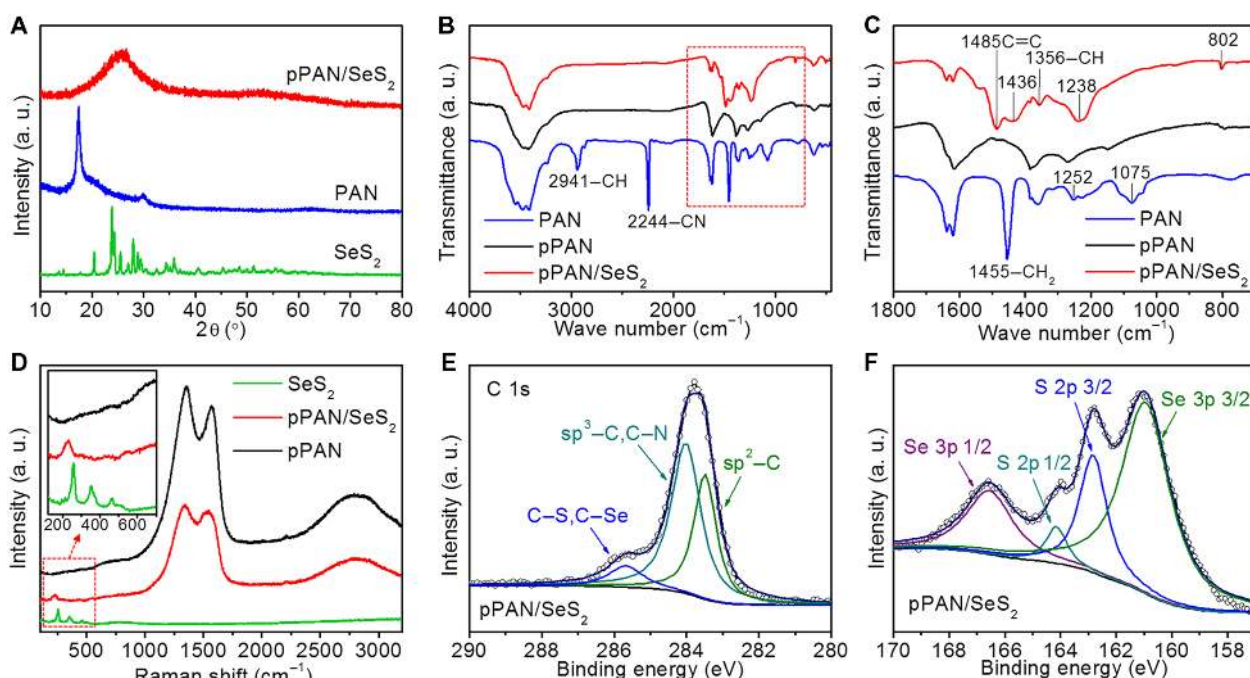 A
Intensity (a. u.)
pPAN/SeS₂
PAN
SeS₂
10 20 30 40 50 60 70 80
2θ (°)
B
Transmittance (a. u.)
2941–CH
2244–CN
PAN
pPAN
pPAN/SeS₂
4000 3000 2000 1000
Wave number (cm⁻¹)
C
Transmittance (a. u.)
1485C=C
1356–CH
802
1436
1238
1252
1075
1455–CH₂
PAN
pPAN
pPAN/SeS₂
1800 1600 1400 1200 1000 800
Wave number (cm⁻¹)
D
Intensity (a. u.)
200 400 600
SeS₂
pPAN/SeS₂
pPAN
500 1000 1500 2000 2500 3000
Raman shift (cm⁻¹)
E
Intensity (a. u.)
C 1s
sp³–C,C–N
sp²–C
C–S,C–Se
pPAN/SeS₂
290 288 286 284 282 280
Binding energy (eV)
F
Intensity (a. u.)
S 2p 3/2
Se 3p 3/2
Se 3p 1/2
S 2p 1/2
pPAN/SeS₂
170 168 166 164 162 160 158
Binding energy (eV)